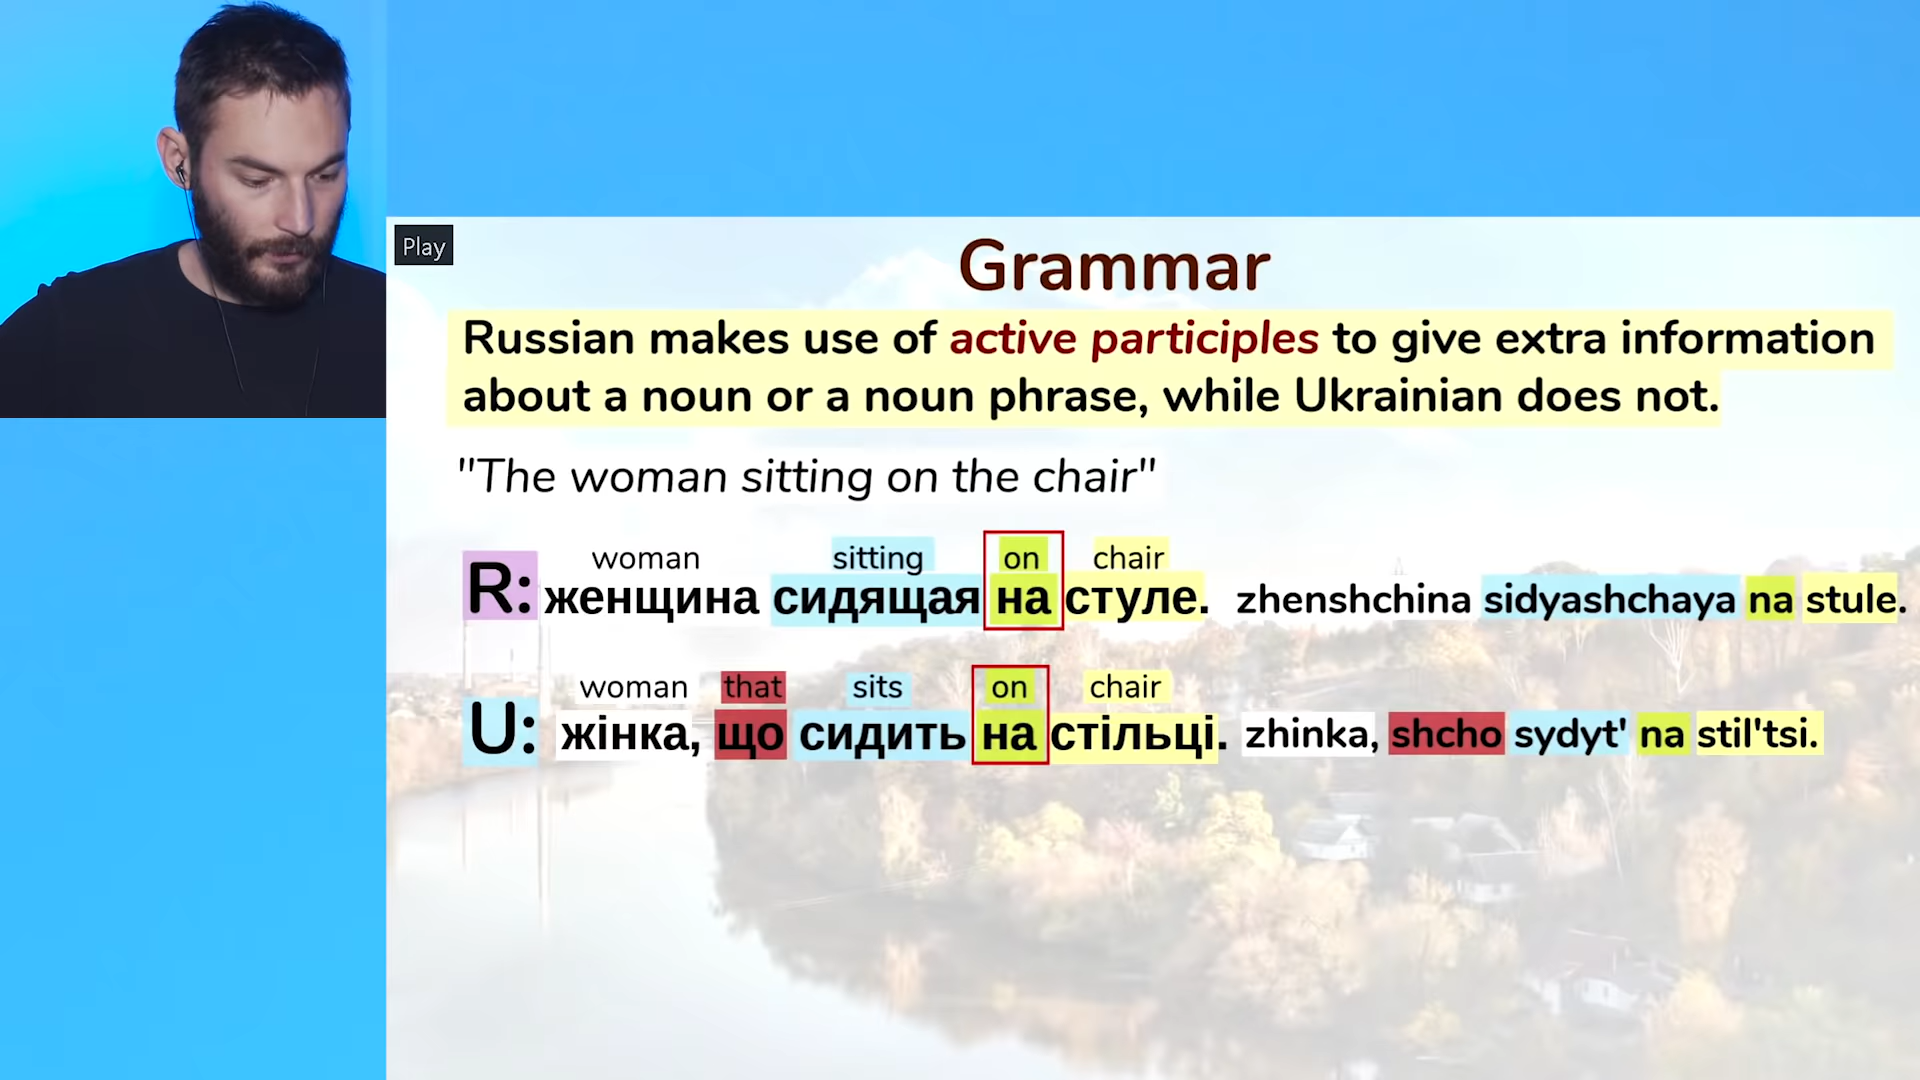 Play
Grammar
Russian makes use of active participles to give extra information
about a noun or a noun phrase, while Ukrainian does not.
"The woman sitting on the chair"
woman sitting on chair
R: женщина сидящая на стуле. zhenshchina sidyashchaya na stule.
woman that sits on chair
U: жінка, що сидить на стільці. zhinka, shcho sydyt' na stil'tsi.